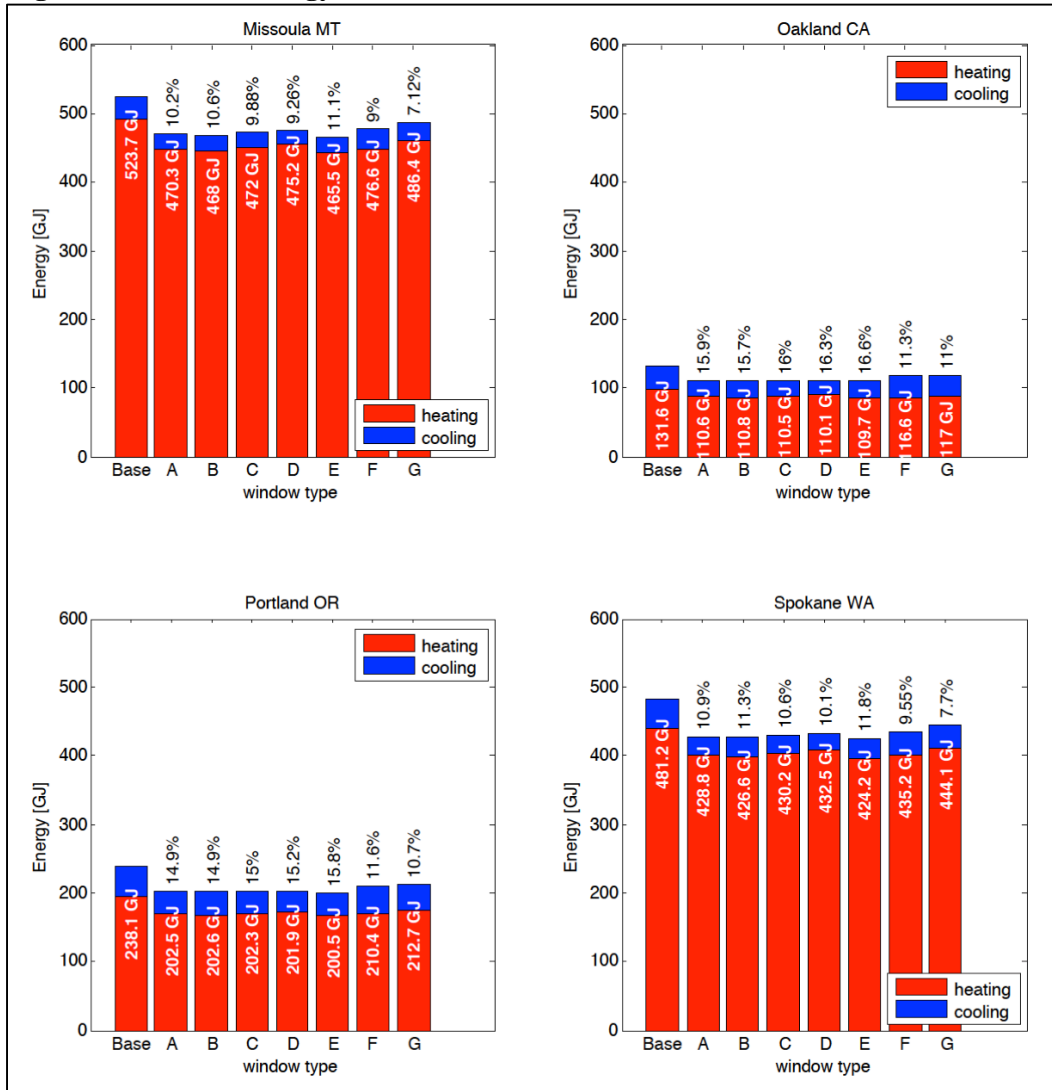 Missoula MT
600
500
400
300
200
100
0
Energy [GJ]
10.2%
10.6%
9.88%
9.26%
11.1%
9%
7.12%
523.7 GJ
470.3 GJ
468 GJ
472 GJ
475.2 GJ
465.5 GJ
476.6 GJ
486.4 GJ
heating
cooling
Base A B C D E F G
window type
Oakland CA
600
500
400
300
200
100
0
Energy [GJ]
heating
cooling
15.9%
15.7%
16%
16.3%
16.6%
11.3%
11%
131.6 GJ
110.6 GJ
110.8 GJ
110.5 GJ
110.1 GJ
109.7 GJ
116.6 GJ
117 GJ
Base A B C D E F G
window type
Portland OR
600
500
400
300
200
100
0
Energy [GJ]
heating
cooling
14.9%
14.9%
15%
15.2%
15.8%
11.6%
10.7%
238.1 GJ
202.5 GJ
202.6 GJ
202.3 GJ
201.9 GJ
200.5 GJ
210.4 GJ
212.7 GJ
Base A B C D E F G
window type
Spokane WA
600
500
400
300
200
100
0
Energy [GJ]
10.9%
11.3%
10.6%
10.1%
11.8%
9.55%
7.7%
481.2 GJ
428.8 GJ
426.6 GJ
430.2 GJ
432.5 GJ
424.2 GJ
435.2 GJ
444.1 GJ
heating
cooling
Base A B C D E F G
window type